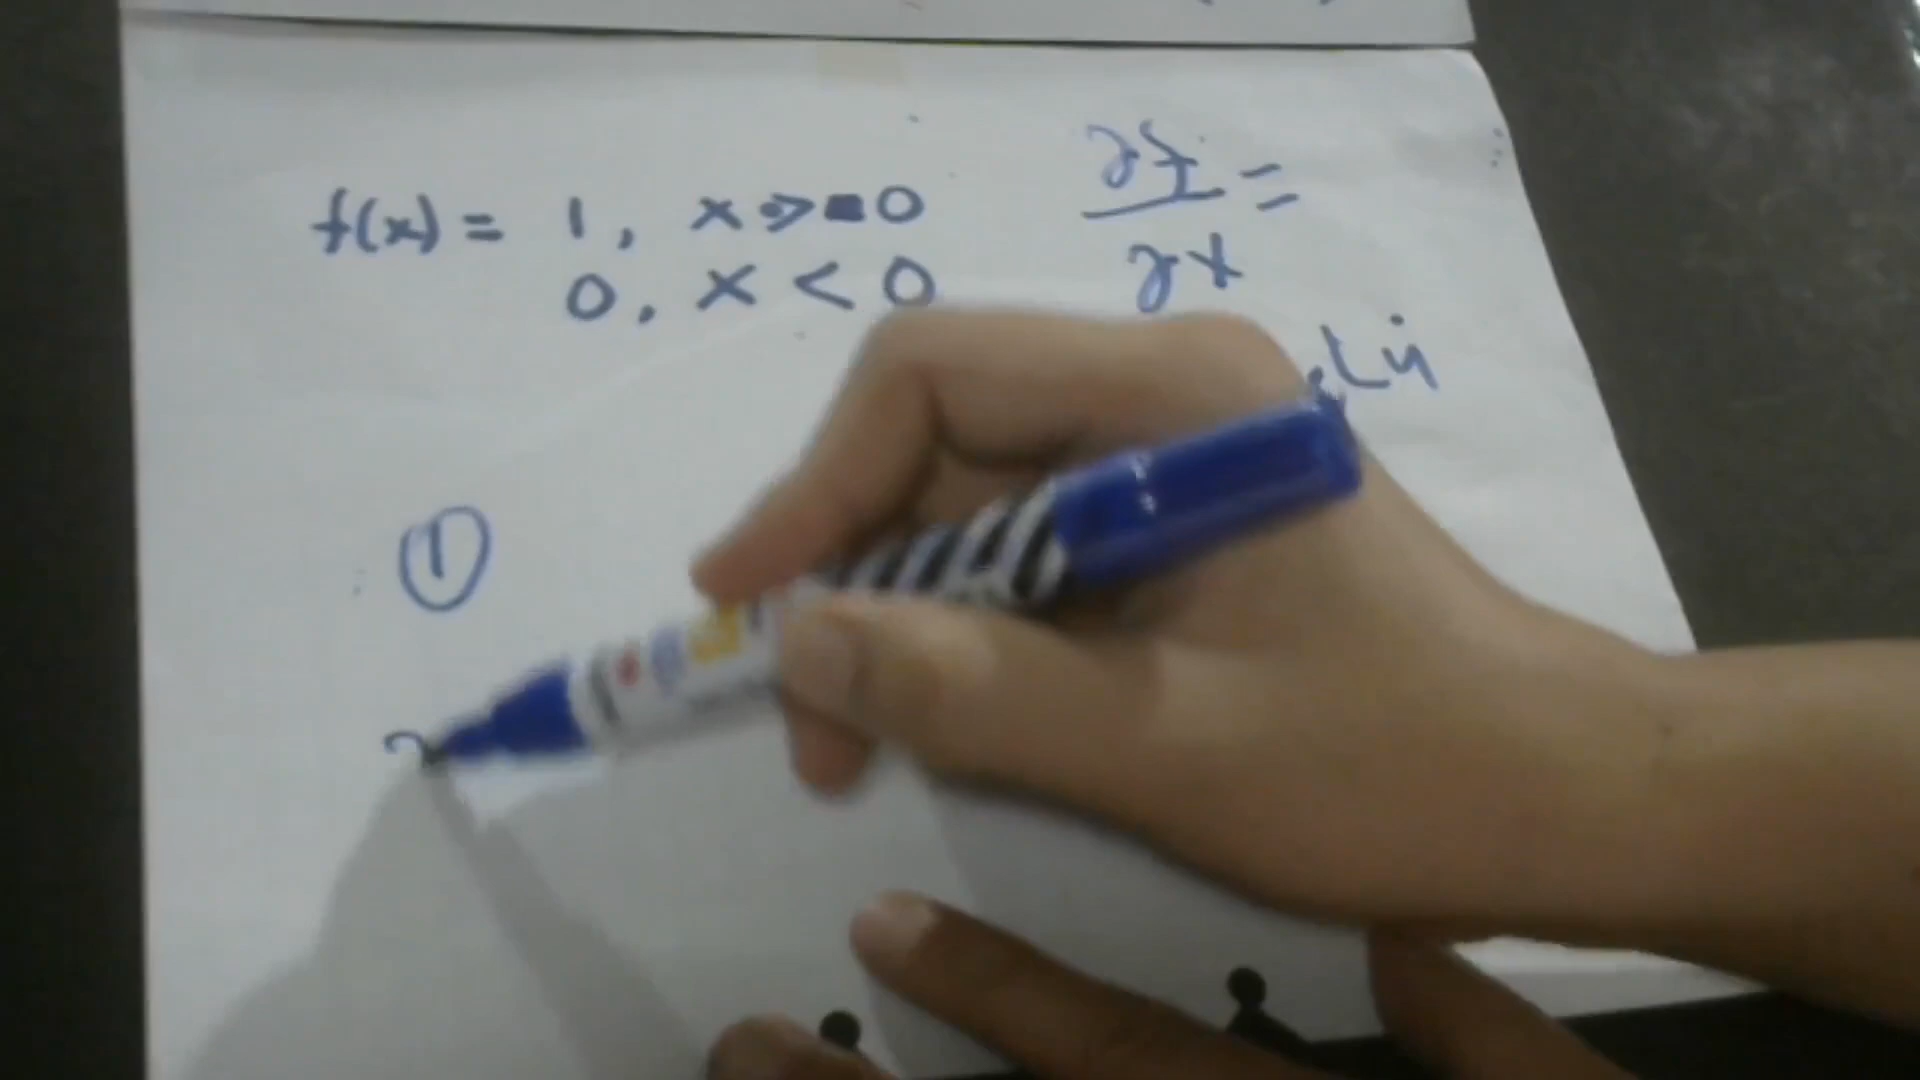 f(x) = 1, x > 0
0, x < 0
∂f/∂x =
①